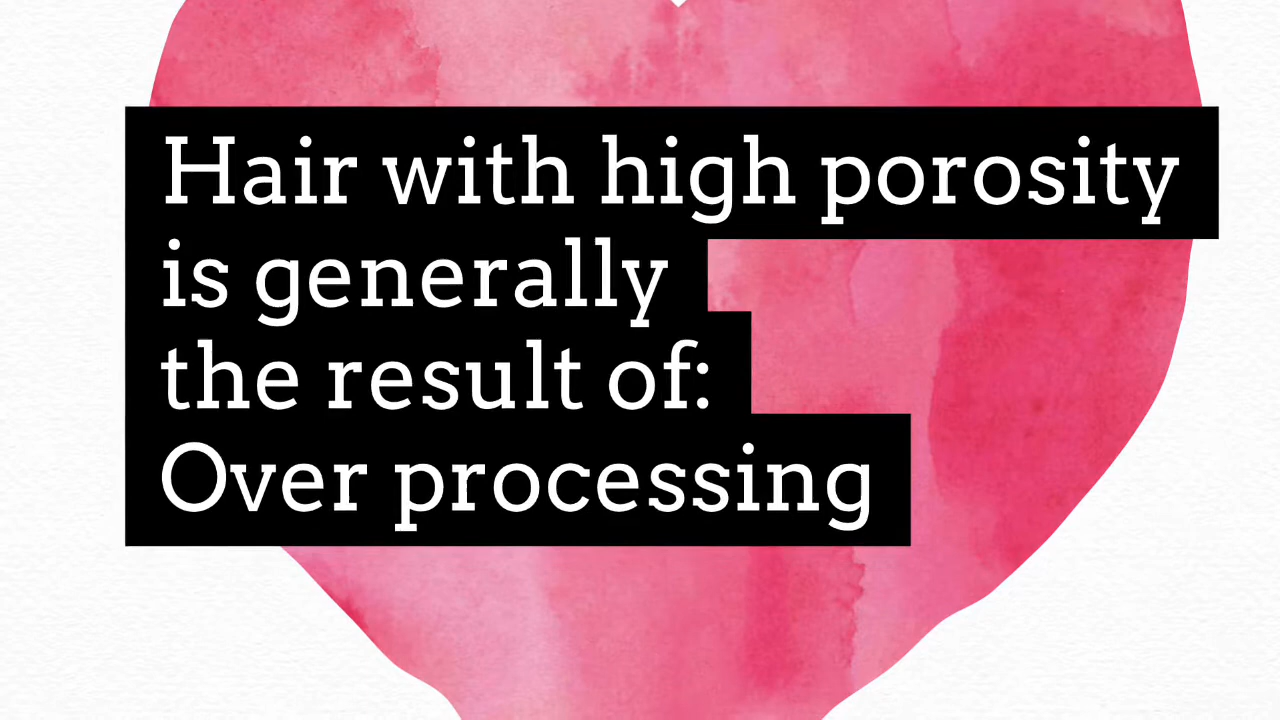 Hair with high porosity
is generally
the result of:
Over processing